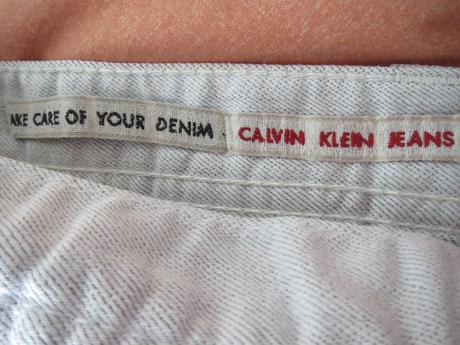 AKE CARE OF YOUR DENIM CALVIN KLEIN JEANS